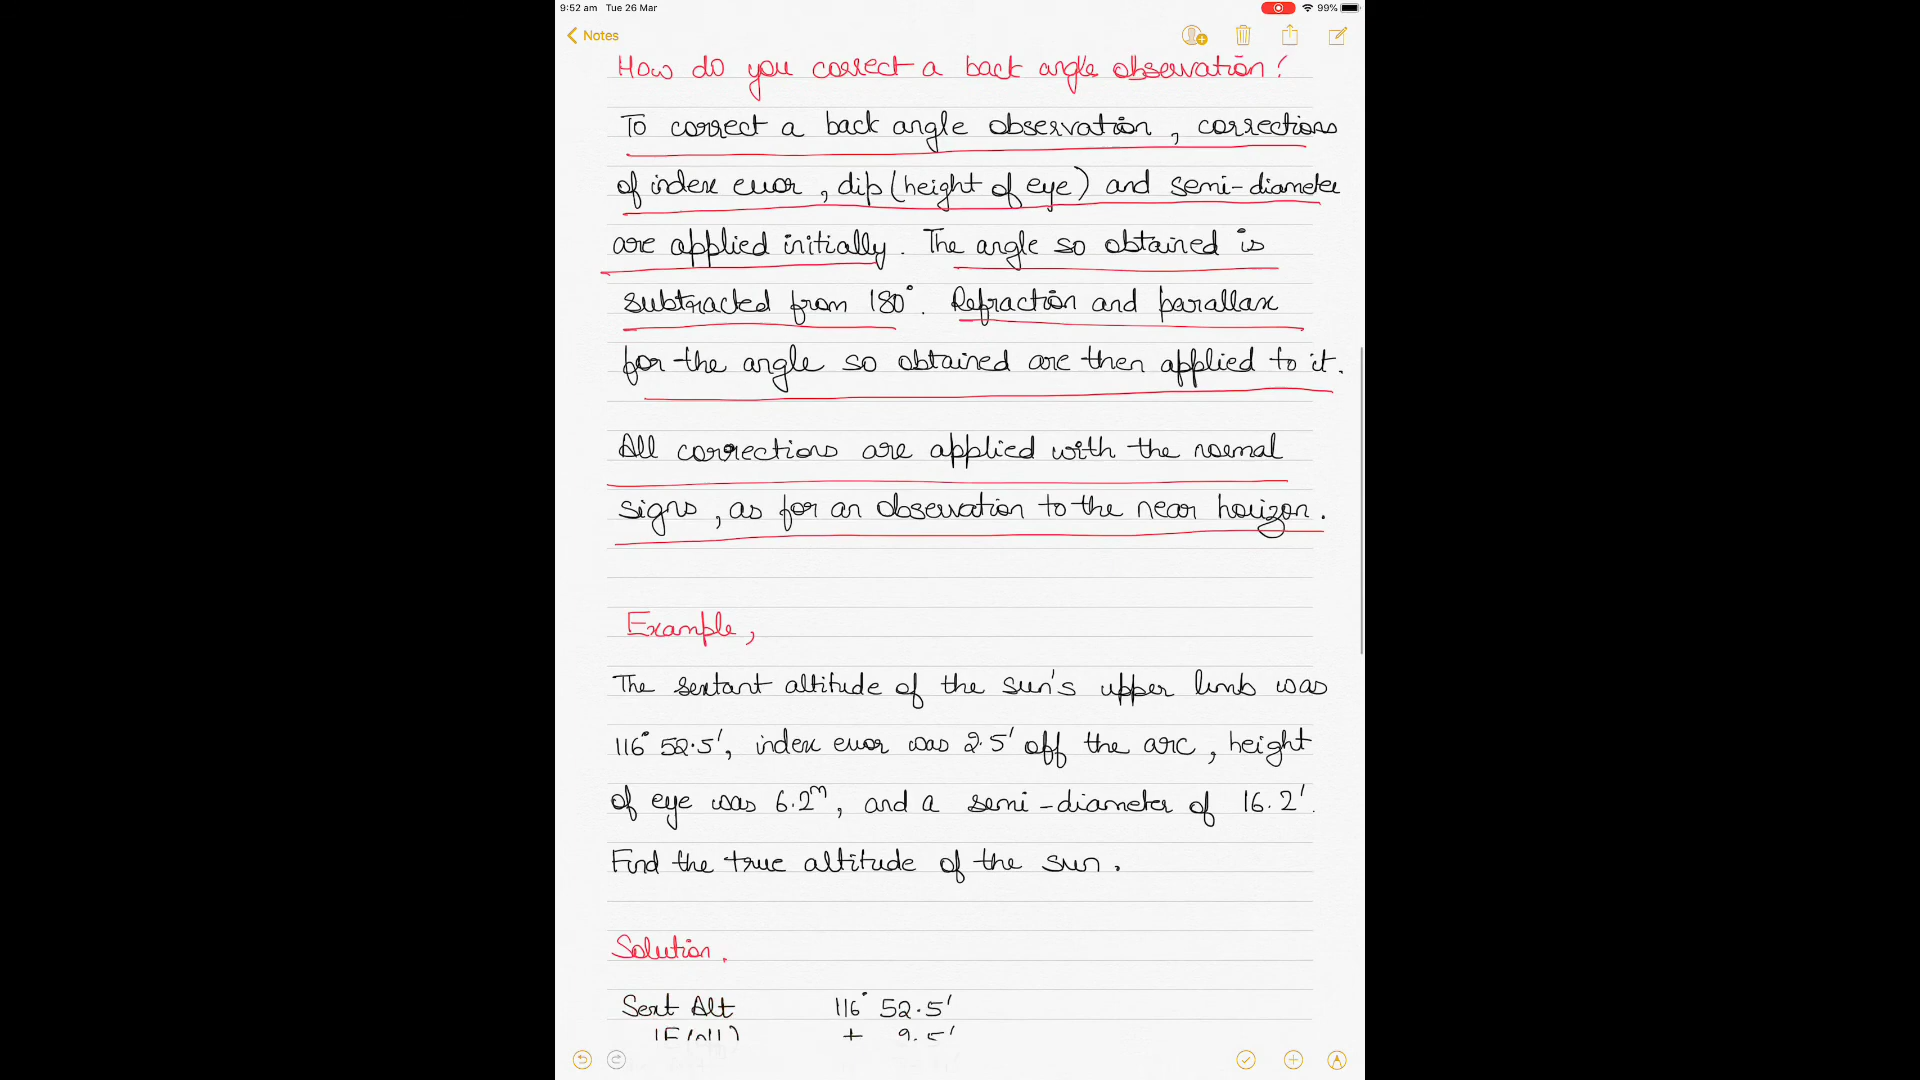 9:52 am Tue 26 Mar
99%
Notes
How do you correct a back angle observation?
To correct a back angle observation, corrections
of index error, dip (height of eye) and semi-diameter
are applied initially. The angle so obtained is
subtracted from 180°. Refraction and parallax
for the angle so obtained are then applied to it.
All corrections are applied with the normal
signs, as for an observation to the near horizon.
Example,
The sextant altitude of the sun's upper limb was
116° 52.5', index error was 2.5' off the arc, height
of eye was 6.2m, and a semi-diameter of 16.2'.
Find the true altitude of the sun.
Solution.
Sext Alt 116° 52.5'
+ 2.5'